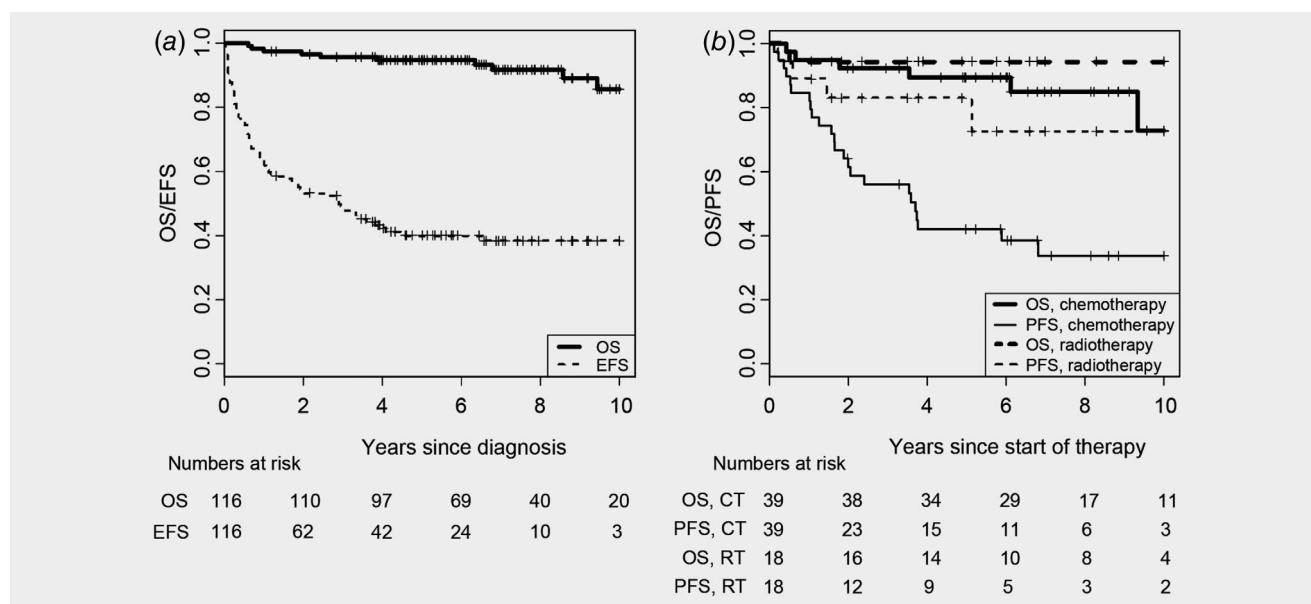 (a)
OS/EFS
1.0
0.8
0.6
0.4
0.2
0.0
OS
EFS
0 2 4 6 8 10
Years since diagnosis
Numbers at risk
OS 116 110 97 69 40 20
EFS 116 62 42 24 10 3
(b)
OS/PFS
1.0
0.8
0.6
0.4
0.2
0.0
OS, chemotherapy
PFS, chemotherapy
OS, radiotherapy
PFS, radiotherapy
0 2 4 6 8 10
Years since start of therapy
Numbers at risk
OS, CT 39 38 34 29 17 11
PFS, CT 39 23 15 11 6 3
OS, RT 18 16 14 10 8 4
PFS, RT 18 12 9 5 3 2